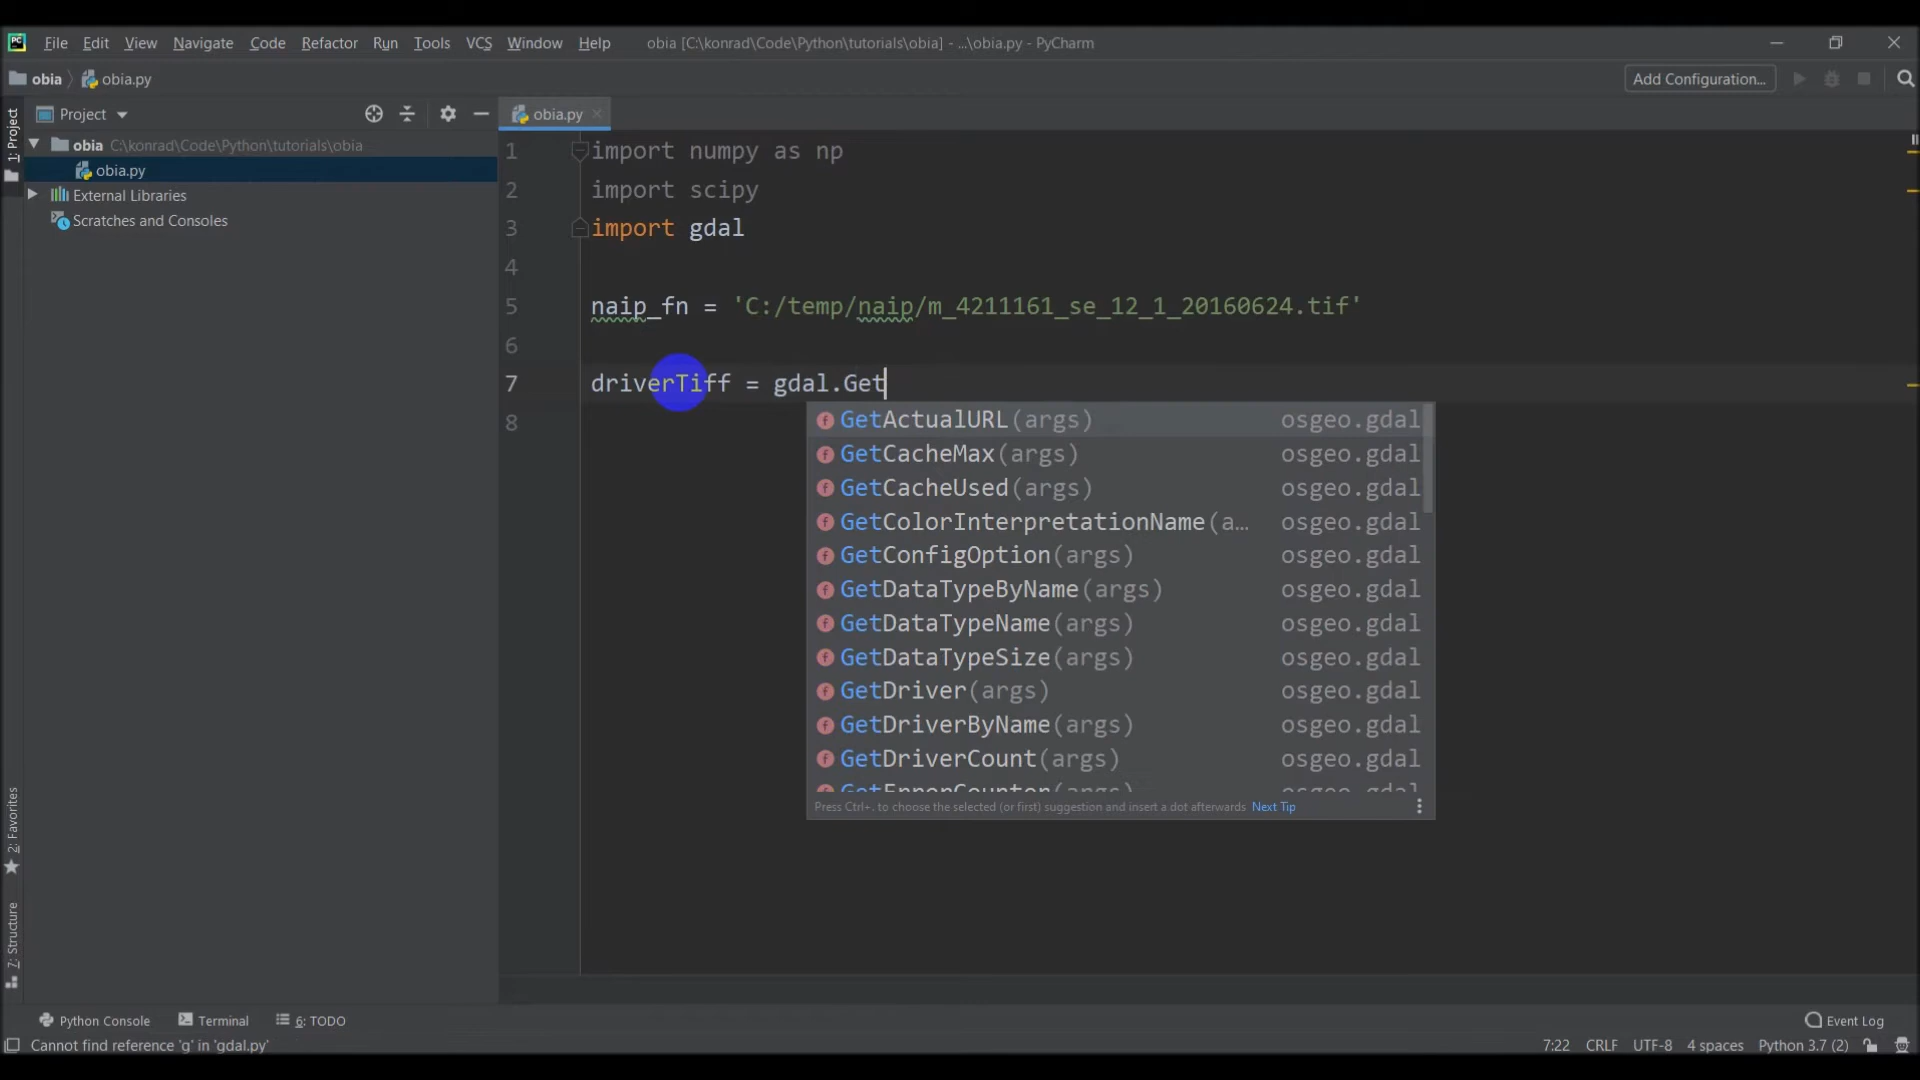 PC File Edit View Navigate Code Refactor Run Tools VCS Window Help obia [C:\konrad\Code\Python\tutorials\obia] - ...\obia.py - PyCharm
obia obia.py Add Configuration...
Project obia.py
1: Project
obia C:\konrad\Code\Python\tutorials\obia
obia.py
External Libraries
Scratches and Consoles
1 import numpy as np
2 import scipy
3 import gdal
4
5 naip_fn = 'C:/temp/naip/m_4211161_se_12_1_20160624.tif'
6
7 driverTiff = gdal.Get
8
GetActualURL(args) osgeo.gdal
GetCacheMax(args) osgeo.gdal
GetCacheUsed(args) osgeo.gdal
GetColorInterpretationName(a... osgeo.gdal
GetConfigOption(args) osgeo.gdal
GetDataTypeByName(args) osgeo.gdal
GetDataTypeName(args) osgeo.gdal
GetDataTypeSize(args) osgeo.gdal
GetDriver(args) osgeo.gdal
GetDriverByName(args) osgeo.gdal
GetDriverCount(args) osgeo.gdal
GetErrorCounter(args) osgeo.gdal
Press Ctrl+. to choose the selected (or first) suggestion and insert a dot afterwards Next Tip
2: Favorites
7: Structure
Python Console Terminal 6: TODO Event Log
Cannot find reference 'g' in 'gdal.py' 7:22 CRLF UTF-8 4 spaces Python 3.7 (2)